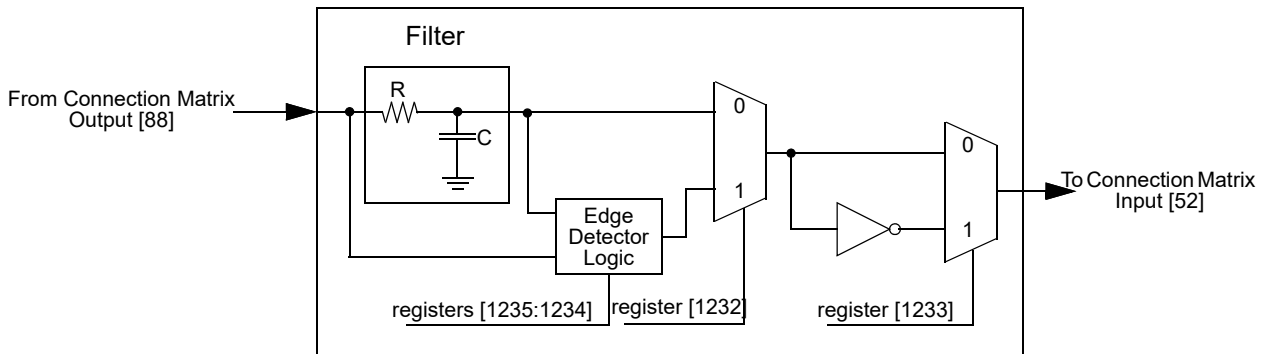 Filter
From Connection Matrix
Output [88]
R
C
0
1
Edge
Detector
Logic
0
1
To Connection Matrix
Input [52]
registers [1235:1234]
register [1232]
register [1233]